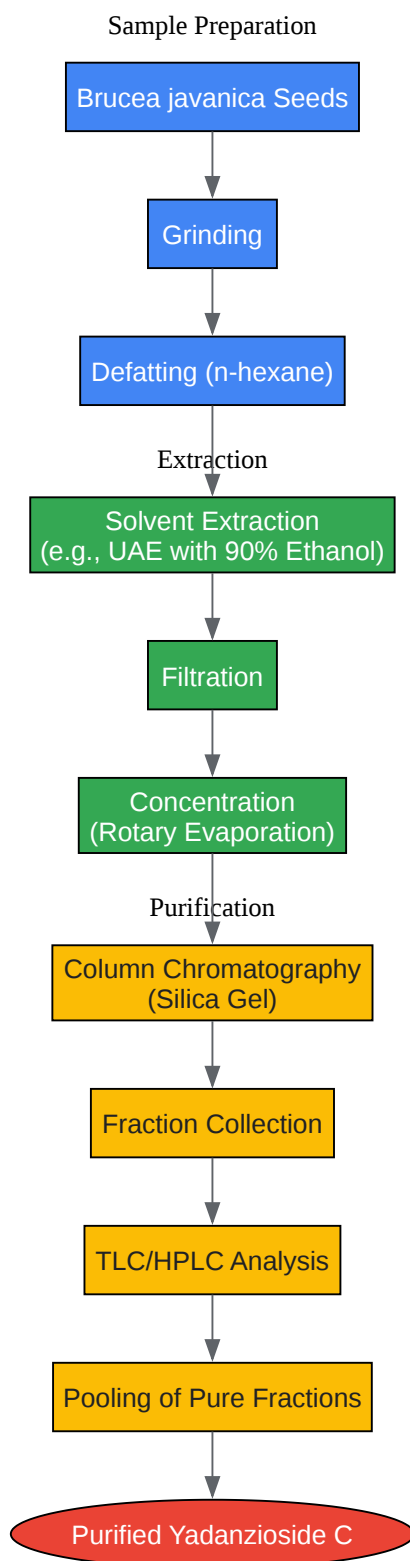 Sample Preparation
Brucea javanica Seeds
Grinding
Defatting (n-hexane)
Extraction
Solvent Extraction
(e.g., UAE with 90% Ethanol)
Filtration
Concentration
(Rotary Evaporation)
Purification
Column Chromatography
(Silica Gel)
Fraction Collection
TLC/HPLC Analysis
Pooling of Pure Fractions
Purified Yadanzioside C